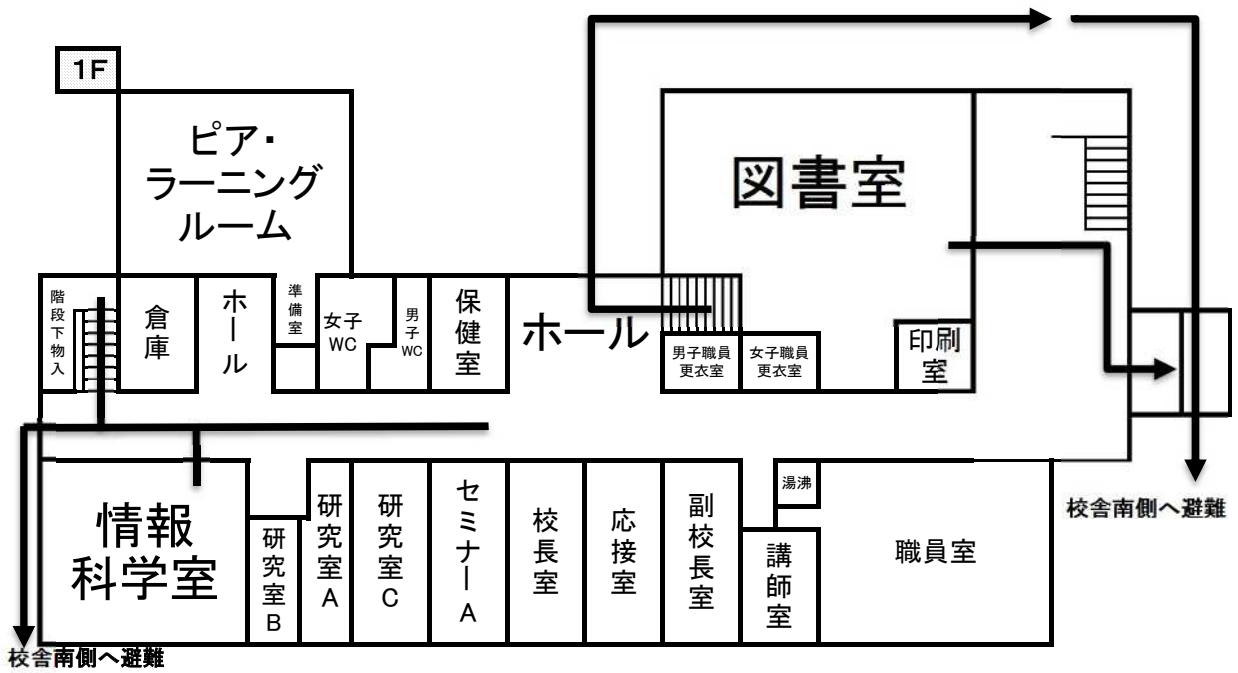 1F
ピア・
ラーニング
ルーム
図書室
階段下物入
倉庫
ホール
準備室
女子
WC
男子
WC
保健室
ホール
男子職員
更衣室
女子職員
更衣室
印刷
室
情報
科学室
研究室B
研究室A
研究室C
セミナーA
校長室
応接室
副校長室
湯沸
講師室
職員室
校舎南側へ避難
校舎南側へ避難